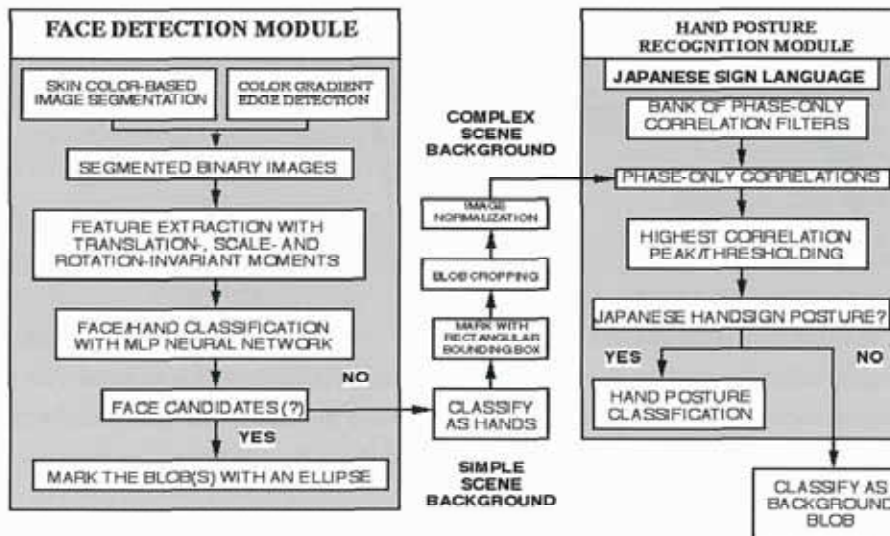 FACE DETECTION MODULE
SKIN COLOR-BASED
IMAGE SEGMENTATION
COLOR GRADIENT
EDGE DETECTION
SEGMENTED BINARY IMAGES
FEATURE EXTRACTION WITH
TRANSLATION-, SCALE- AND
ROTATION-INVARIANT MOMENTS
FACE/HAND CLASSIFICATION
WITH MLP NEURAL NETWORK
NO
FACE CANDIDATES (?)
YES
MARK THE BLOB(S) WITH AN ELLIPSE
COMPLEX
SCENE
BACKGROUND
IMAGE
NORMALIZATION
BLOB CROPPING
MARK WITH
RECTANGULAR
BOUNDING BOX
CLASSIFY
AS HANDS
SIMPLE
SCENE
BACKGROUND
HAND POSTURE
RECOGNITION MODULE
JAPANESE SIGN LANGUAGE
BANK OF PHASE-ONLY
CORRELATION FILTERS
PHASE-ONLY CORRELATIONS
HIGHEST CORRELATION
PEAK/THRESHOLDING
JAPANESE HANDSIGN POSTURE?
YES
NO
HAND POSTURE
CLASSIFICATION
CLASSIFY AS
BACKGROUND
BLOB